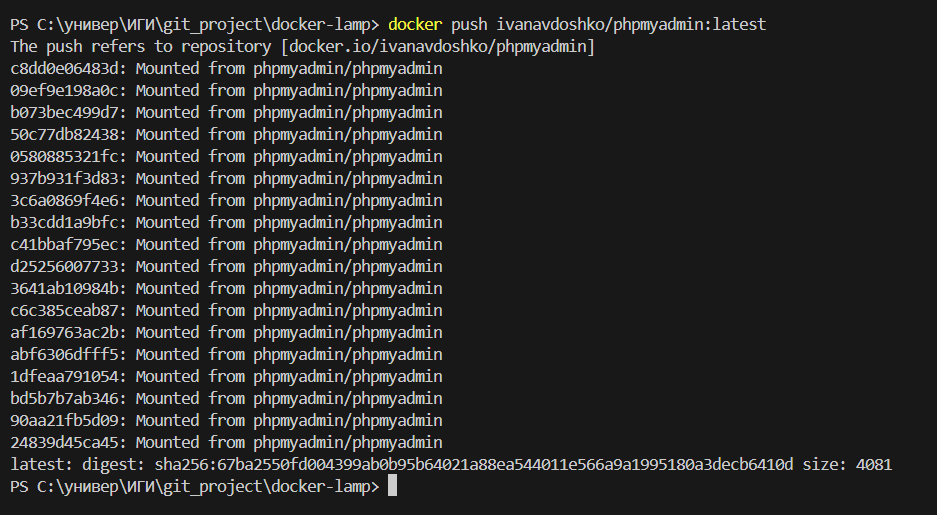 PS C:\универ\ИГИ\git_project\docker-lamp> docker push ivanavdoshko/phpmyadmin:latest
The push refers to repository [docker.io/ivanavdoshko/phpmyadmin]
c8dd0e06483d: Mounted from phpmyadmin/phpmyadmin
09ef9e198a0c: Mounted from phpmyadmin/phpmyadmin
b073bec499d7: Mounted from phpmyadmin/phpmyadmin
50c77db82438: Mounted from phpmyadmin/phpmyadmin
0580885321fc: Mounted from phpmyadmin/phpmyadmin
937b931f3d83: Mounted from phpmyadmin/phpmyadmin
3c6a0869f4e6: Mounted from phpmyadmin/phpmyadmin
b33cdd1a9bfc: Mounted from phpmyadmin/phpmyadmin
c41bbaf795ec: Mounted from phpmyadmin/phpmyadmin
d25256007733: Mounted from phpmyadmin/phpmyadmin
3641ab10984b: Mounted from phpmyadmin/phpmyadmin
c6c385ceab87: Mounted from phpmyadmin/phpmyadmin
af169763ac2b: Mounted from phpmyadmin/phpmyadmin
abf6306dfff5: Mounted from phpmyadmin/phpmyadmin
1dfeaa791054: Mounted from phpmyadmin/phpmyadmin
bd5b7b7ab346: Mounted from phpmyadmin/phpmyadmin
90aa21fb5d09: Mounted from phpmyadmin/phpmyadmin
24839d45ca45: Mounted from phpmyadmin/phpmyadmin
latest: digest: sha256:67ba2550fd004399ab0b95b64021a88ea544011e566a9a1995180a3decb6410d size: 4081
PS C:\универ\ИГИ\git_project\docker-lamp>